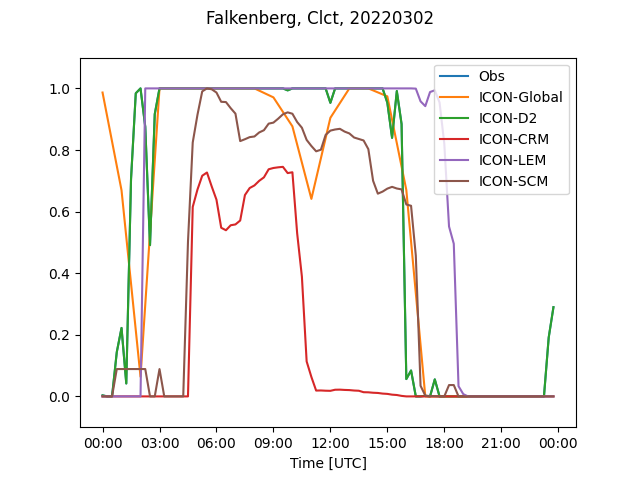 Falkenberg, Clct, 20220302
1.0
0.8
0.6
0.4
0.2
0.0
Obs
ICON-Global
ICON-D2
ICON-CRM
ICON-LEM
ICON-SCM
00:00 03:00 06:00 09:00 12:00 15:00 18:00 21:00 00:00
Time [UTC]